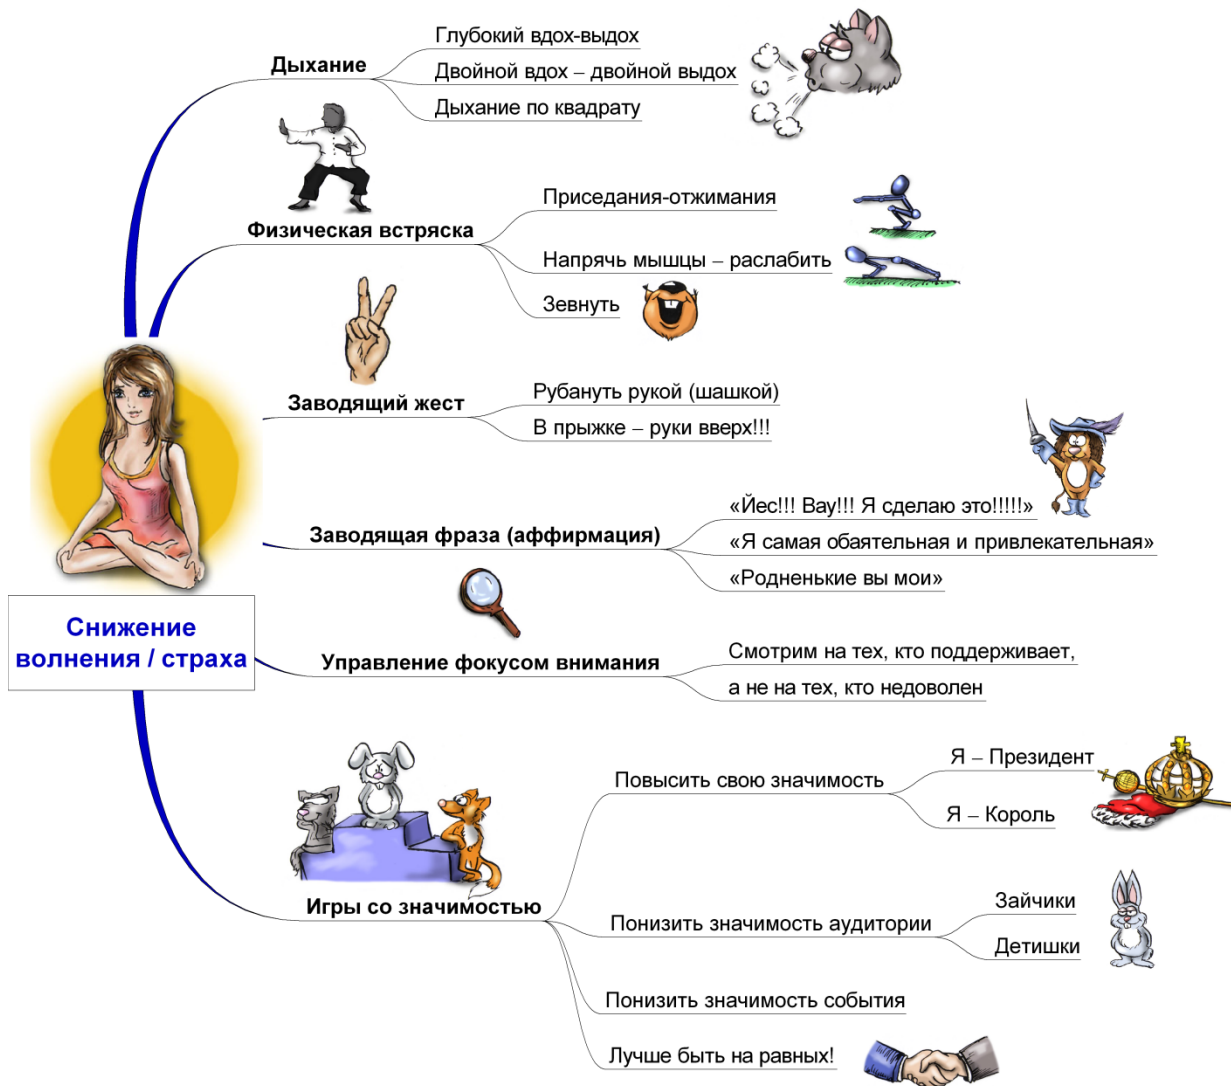 Снижение
волнения / страха
Дыхание
Глубокий вдох-выдох
Двойной вдох – двойной выдох
Дыхание по квадрату
Физическая встряска
Приседания-отжимания
Напрячь мышцы – раслабить
Зевнуть
Заводящий жест
Рубануть рукой (шашкой)
В прыжке – руки вверх!!!
Заводящая фраза (аффирмация)
«Йес!!! Вау!!! Я сделаю это!!!!!»
«Я самая обаятельная и привлекательная»
«Родненькие вы мои»
Управление фокусом внимания
Смотрим на тех, кто поддерживает,
а не на тех, кто недоволен
Игры со значимостью
Повысить свою значимость
Я – Президент
Я – Король
Понизить значимость аудитории
Зайчики
Детишки
Понизить значимость события
Лучше быть на равных!